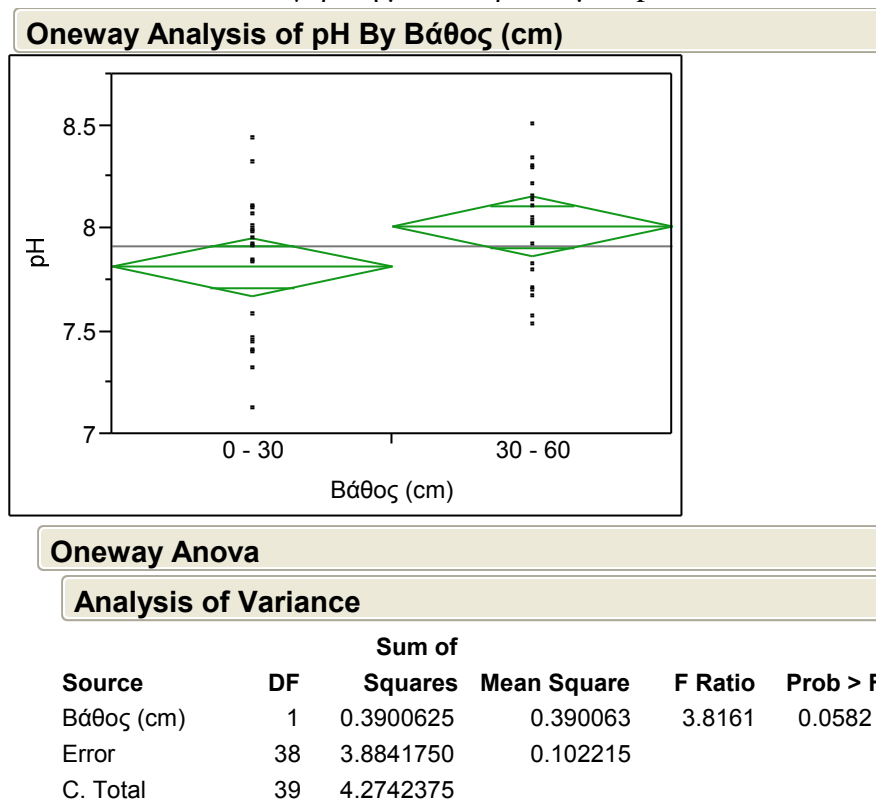 Oneway Analysis of pH By Βάθος (cm)
8.5
8
7.5
7
pH
0 - 30 30 - 60
Βάθος (cm)
Oneway Anova
Analysis of Variance
Sum of
Source DF Squares Mean Square F Ratio Prob > F
Βάθος (cm) 1 0.3900625 0.390063 3.8161 0.0582
Error 38 3.8841750 0.102215
C. Total 39 4.2742375